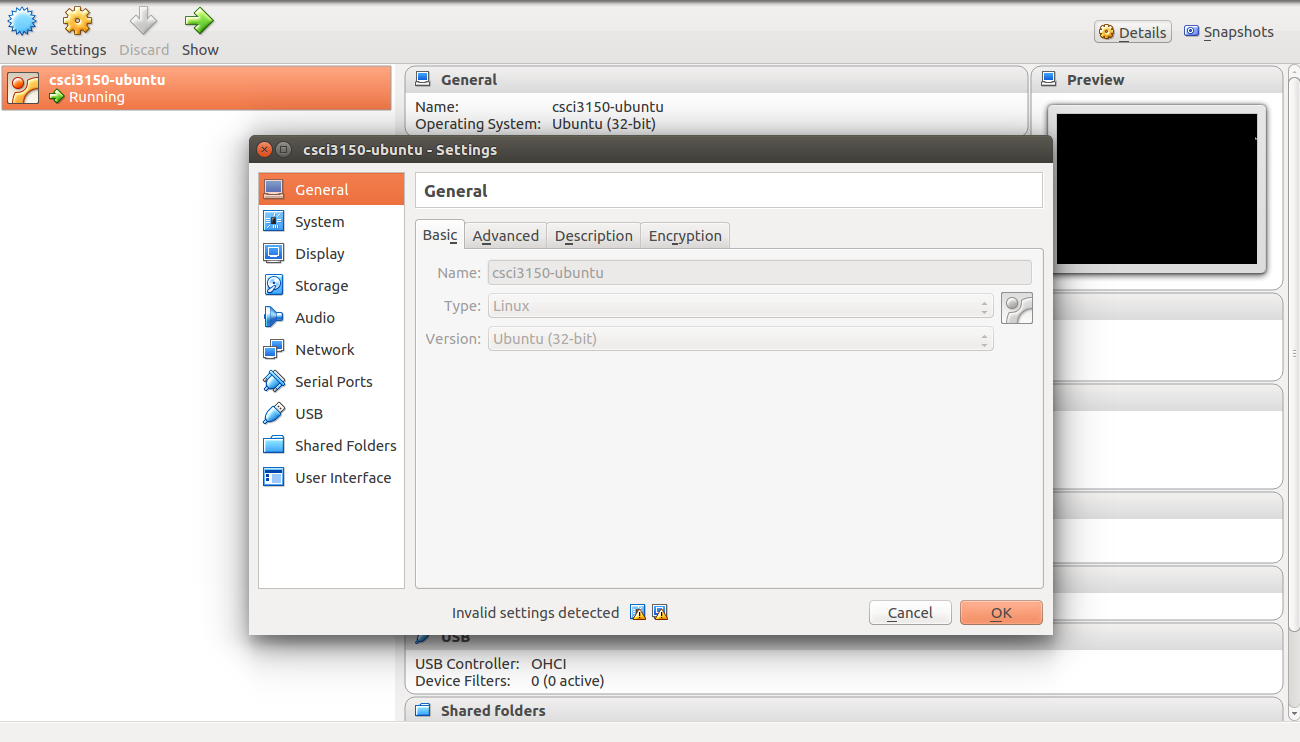 New Settings Discard Show
Details Snapshots
csci3150-ubuntu
Running
General
Name: csci3150-ubuntu
Operating System: Ubuntu (32-bit)
Preview
csci3150-ubuntu - Settings
General
System
Display
Storage
Audio
Network
Serial Ports
USB
Shared Folders
User Interface
General
Basic Advanced Description Encryption
Name: csci3150-ubuntu
Type: Linux
Version: Ubuntu (32-bit)
Invalid settings detected
Cancel OK
USB
USB Controller: OHCI
Device Filters: 0 (0 active)
Shared folders